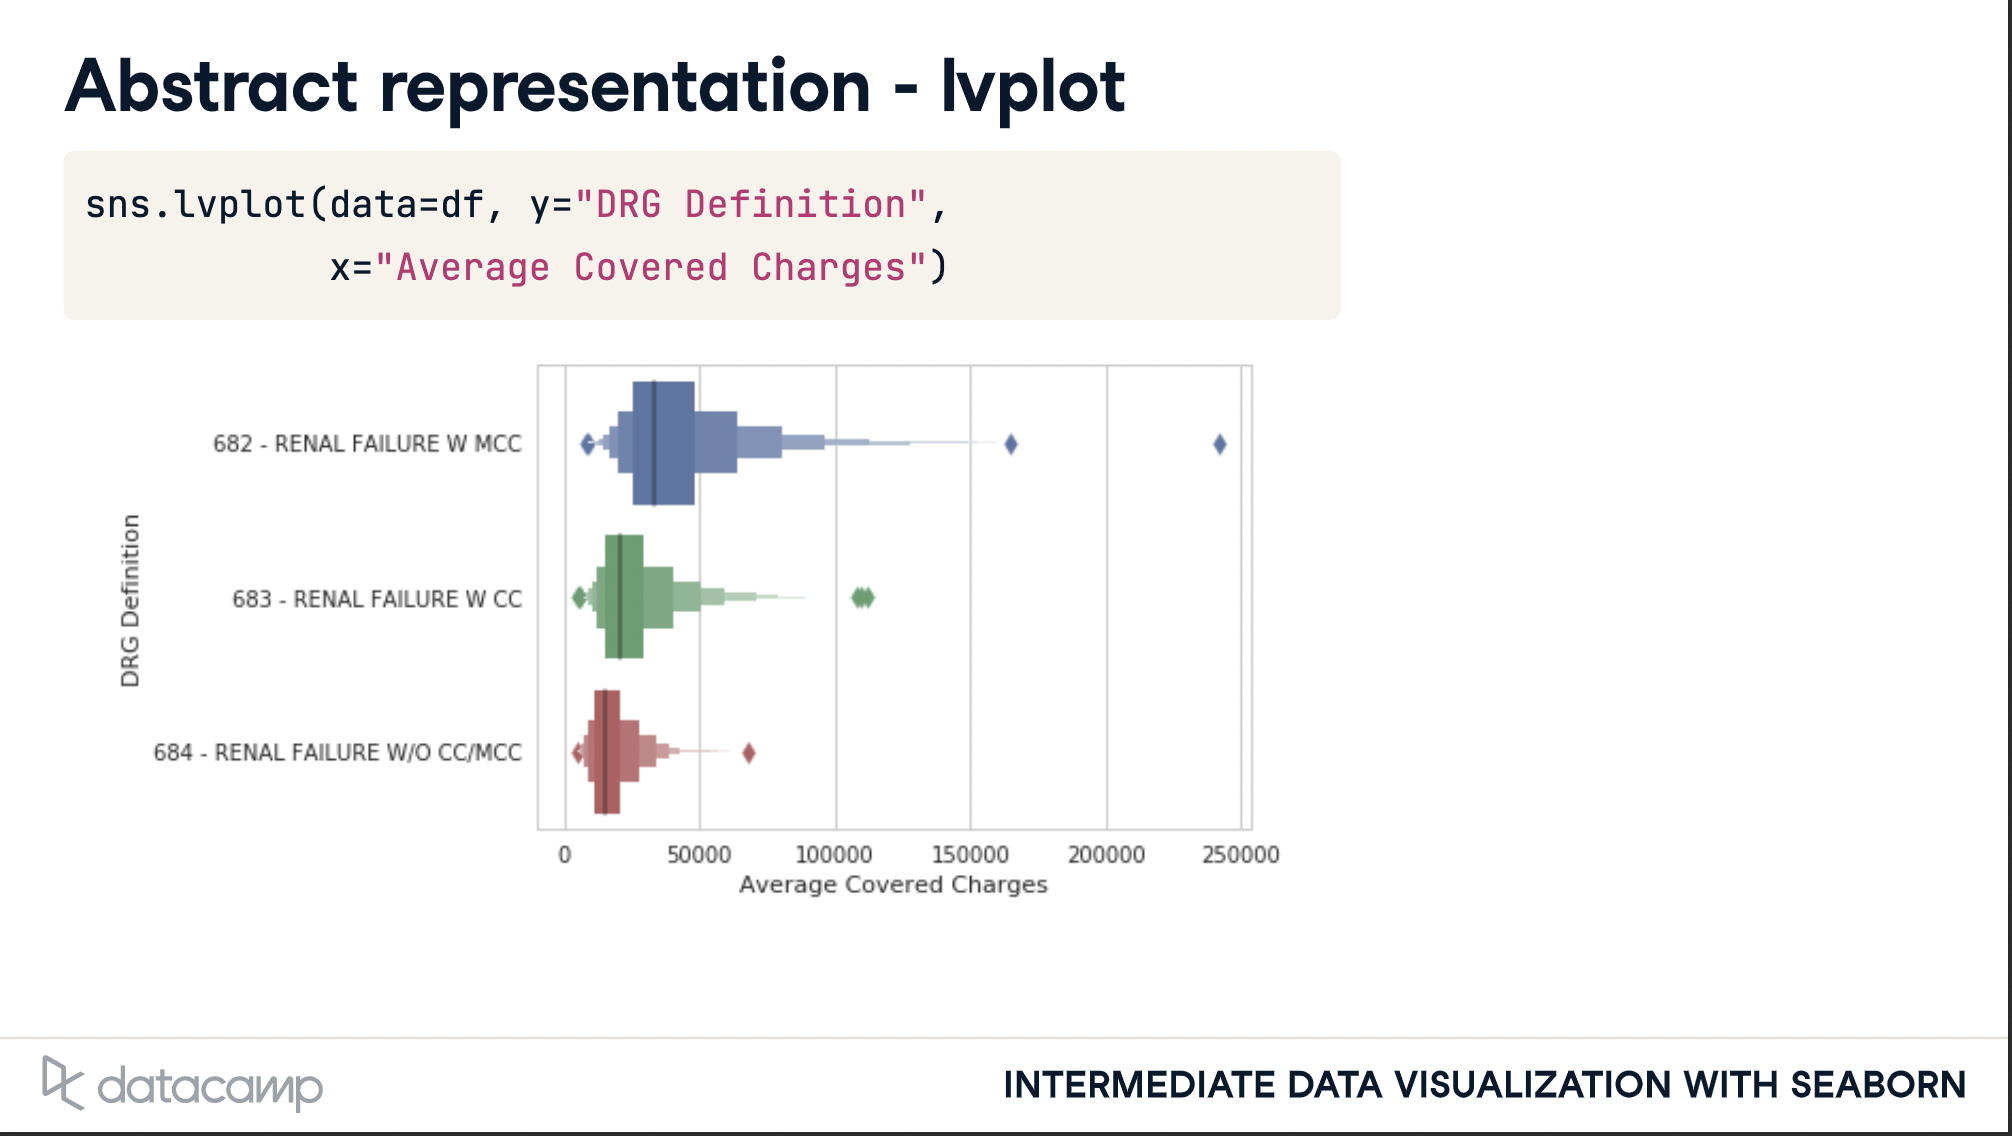 Abstract representation - lvplot
sns.lvplot(data=df, y="DRG Definition",
x="Average Covered Charges")
DRG Definition
682 - RENAL FAILURE W MCC
683 - RENAL FAILURE W CC
684 - RENAL FAILURE W/O CC/MCC
0 50000 100000 150000 200000 250000
Average Covered Charges
datacamp
INTERMEDIATE DATA VISUALIZATION WITH SEABORN